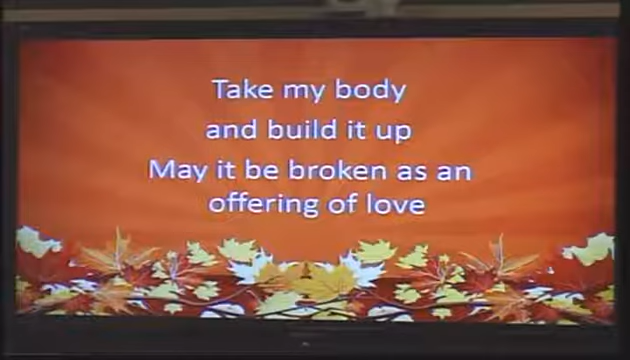 Take my body
and build it up
May it be broken as an
offering of love